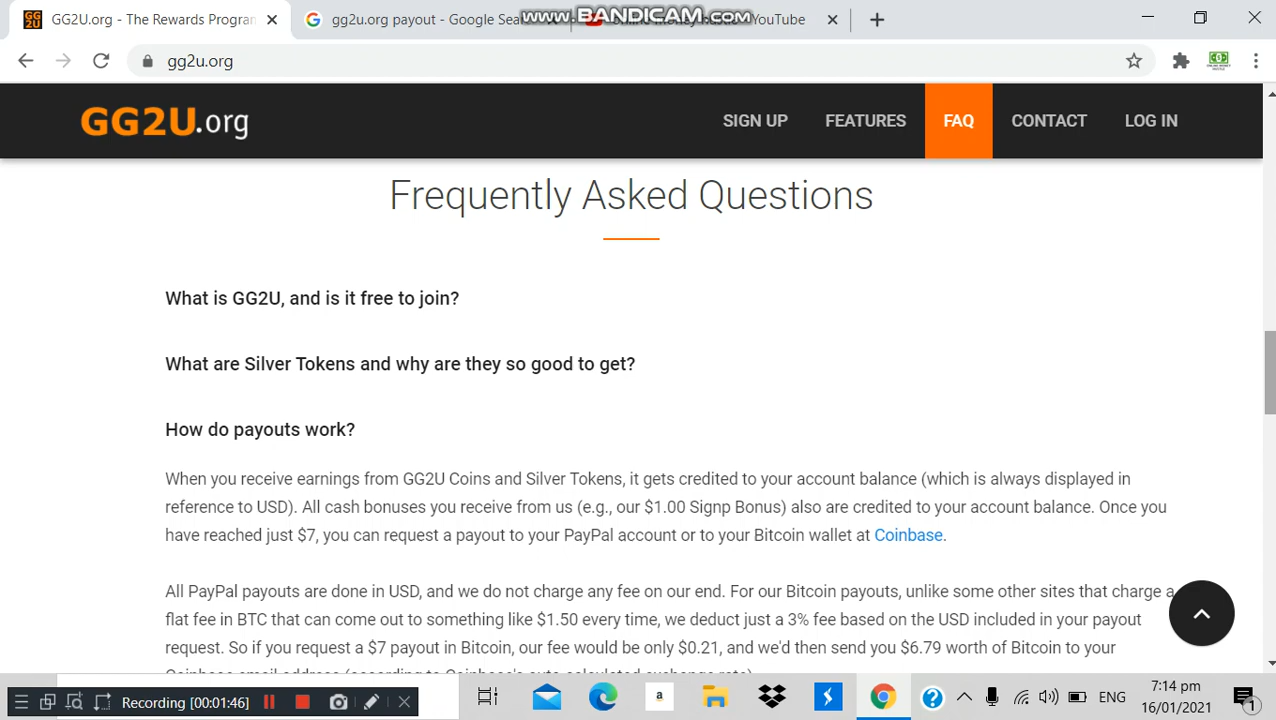 GG2U.org - The Rewards Progra
gg2u.org payout - Google Sea
YouTube
www.BANDICAM.com
gg2u.org
GG2U.org
SIGN UP
FEATURES
FAQ
CONTACT
LOG IN
Frequently Asked Questions
What is GG2U, and is it free to join?
What are Silver Tokens and why are they so good to get?
How do payouts work?
When you receive earnings from GG2U Coins and Silver Tokens, it gets credited to your account balance (which is always displayed in
reference to USD). All cash bonuses you receive from us (e.g., our $1.00 Signp Bonus) also are credited to your account balance. Once you
have reached just $7, you can request a payout to your PayPal account or to your Bitcoin wallet at Coinbase.
All PayPal payouts are done in USD, and we do not charge any fee on our end. For our Bitcoin payouts, unlike some other sites that charge a
flat fee in BTC that can come out to something like $1.50 every time, we deduct just a 3% fee based on the USD included in your payout
request. So if you request a $7 payout in Bitcoin, our fee would be only $0.21, and we'd then send you $6.79 worth of Bitcoin to your
Recording [00:01:46]
ENG
7:14 pm
16/01/2021
1